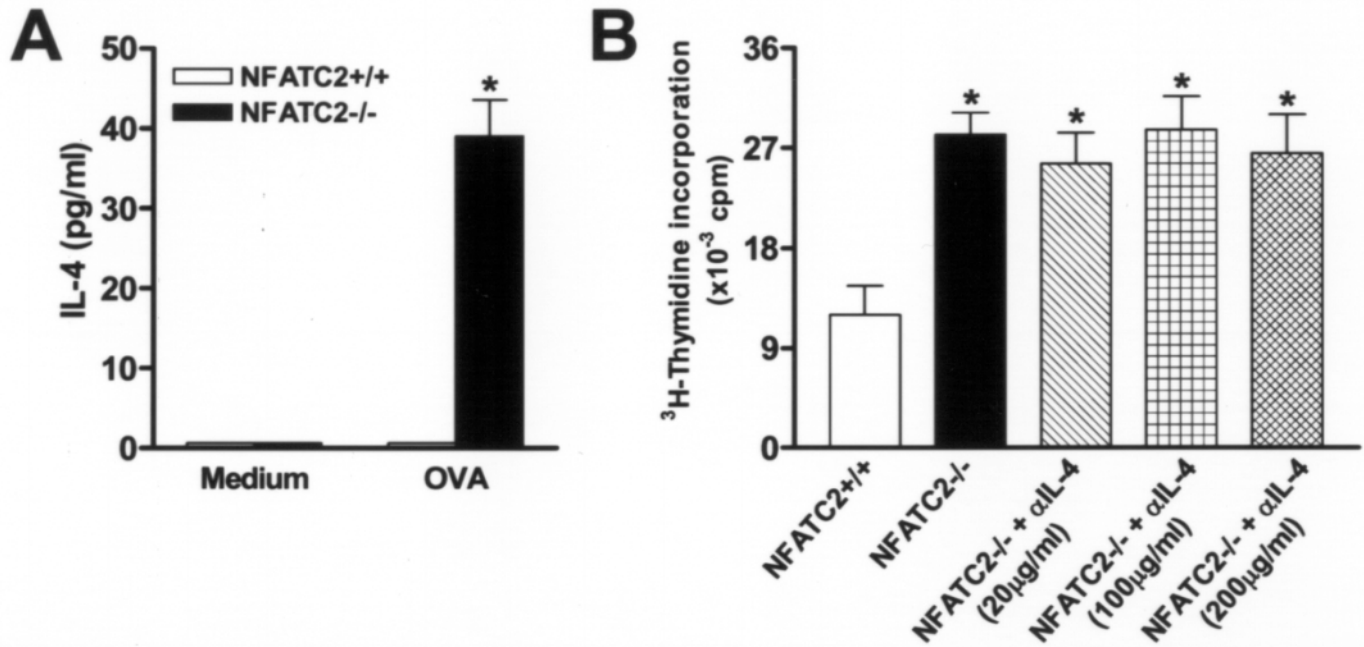 A
50
40
30
20
10
0
IL-4 (pg/ml)
NFATC2+/+
NFATC2-/-
*
Medium
OVA
B
36
27
18
9
0
³H-Thymidine incorporation
(x10⁻³ cpm)
*
*
*
*
NFATC2+/+
NFATC2-/-
NFATC2-/- + αIL-4
(20μg/ml)
NFATC2-/- + αIL-4
(100μg/ml)
NFATC2-/- + αIL-4
(200μg/ml)